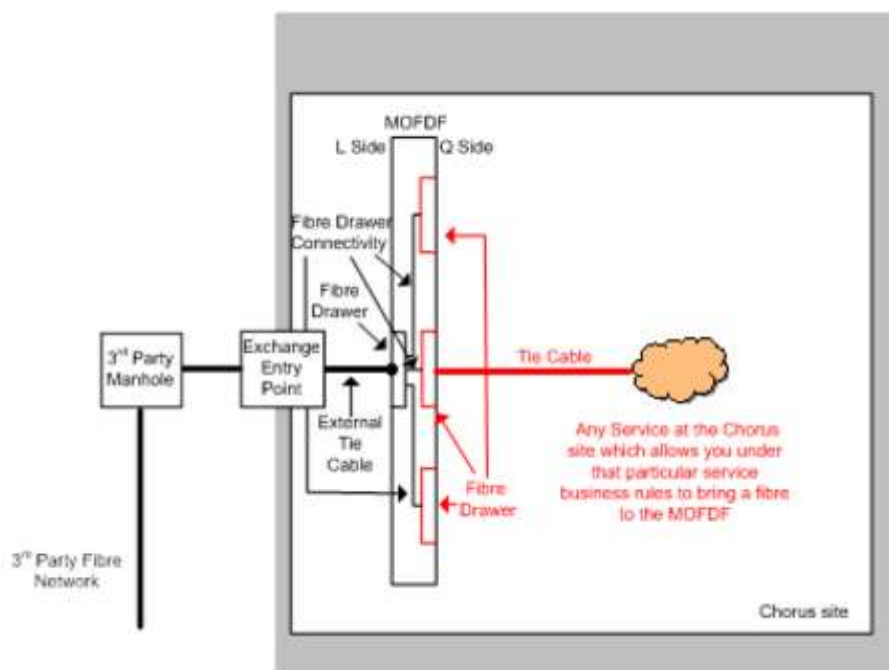 MOFDF
L Side
Q Side
Fibre Drawer
Connectivity
Fibre
Drawer
3rd Party
Manhole
Exchange
Entry
Point
External
Tie
Cable
Tie Cable
Any Service at the Chorus
site which allows you under
that particular service
business rules to bring a fibre
to the MOFDF
Fibre
Drawer
3rd Party Fibre
Network
Chorus site